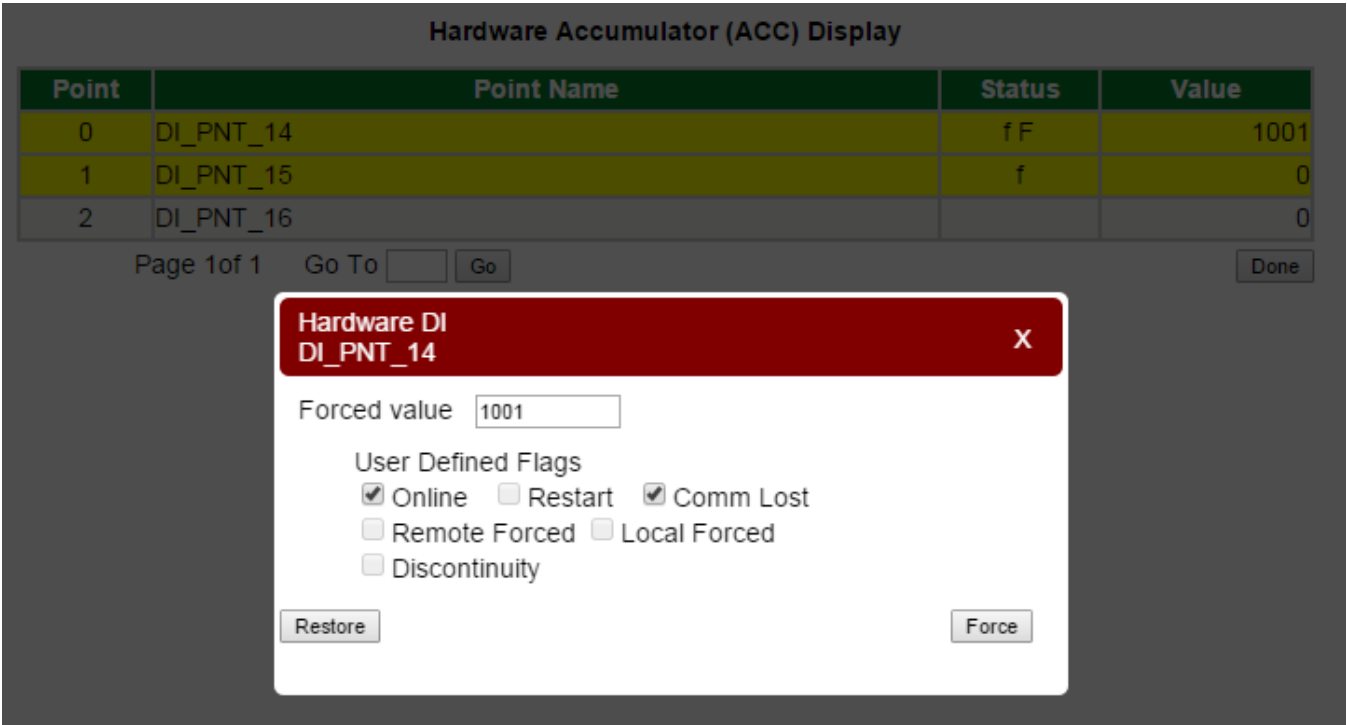 Hardware Accumulator (ACC) Display
Point Point Name Status Value
0 DI_PNT_14 f F 1001
1 DI_PNT_15 f 0
2 DI_PNT_16 0
Page 1of 1 Go To Go Done
Hardware DI
DI_PNT_14
X
Forced value 1001
User Defined Flags
Online Restart Comm Lost
Remote Forced Local Forced
Discontinuity
Restore Force